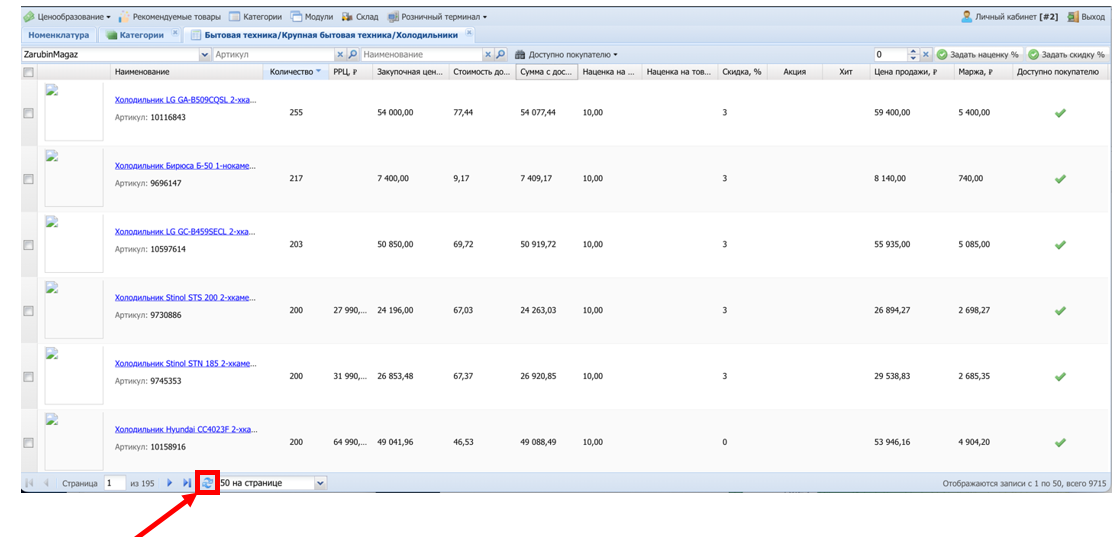 Ценообразование Рекомендуемые товары Категории Модули Склад Розничный терминал Личный кабинет [#2] Выход
Номенклатура Категории Бытовая техника/Крупная бытовая техника/Холодильники
ZarubinMagaz Артикул Наименование Доступно покупателю 0 Задать наценку % Задать скидку %
Наименование Количество РРЦ, ₽ Закупочная цен... Стоимость до... Сумма с дос... Наценка на ... Наценка на тов... Скидка, % Акция Хит Цена продажи, ₽ Маржа, ₽ Доступно покупателю
Холодильник LG GA-B509CQSL 2-хка...
Артикул: 10116843
255 54 000,00 77,44 54 077,44 10,00 3 59 400,00 5 400,00
Холодильник Бирюса Б-50 1-нокаме...
Артикул: 9696147
217 7 400,00 9,17 7 409,17 10,00 3 8 140,00 740,00
Холодильник LG GC-B459SECL 2-хка...
Артикул: 10597614
203 50 850,00 69,72 50 919,72 10,00 3 55 935,00 5 085,00
Холодильник Stinol STS 200 2-хкаме...
Артикул: 9730886
200 27 990,... 24 196,00 67,03 24 263,03 10,00 3 26 894,27 2 698,27
Холодильник Stinol STN 185 2-хкаме...
Артикул: 9745353
200 31 990,... 26 853,48 67,37 26 920,85 10,00 3 29 538,83 2 685,35
Холодильник Hyundai CC4023F 2-хка...
Артикул: 10158916
200 64 990,... 49 041,96 46,53 49 088,49 10,00 0 53 946,16 4 904,20
Страница 1 из 195 50 на странице Отображаются записи с 1 по 50, всего 9715